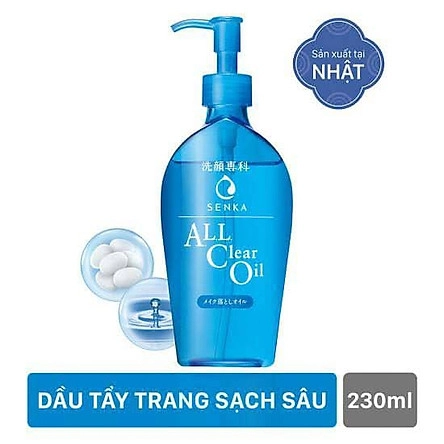 Sản xuất tại
NHẬT
洗顔専科
SENKA
ALL
Clear
Oil
メイク落としオイル
DẦU TẨY TRANG SẠCH SÂU
230ml